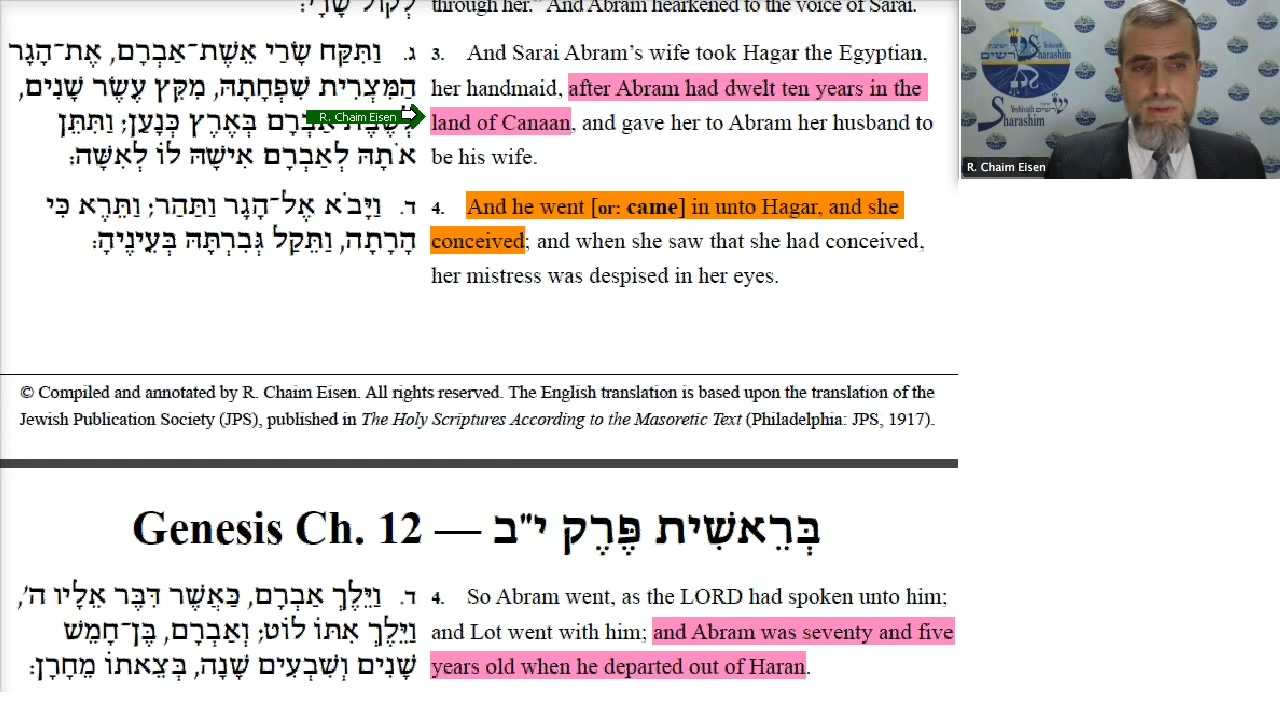 לְקוֹל שָׂרָי:
through her.” And Abram hearkened to the voice of Sarai.
ג. וַתִּקַּח שָׂרַי אֵשֶׁת־אַבְרָם, אֶת־הָגָר
הַמִּצְרִית שִׁפְחָתָהּ, מִקֵּץ עֶשֶׂר שָׁנִים,
לְשֶׁבֶת אַבְרָם בְּאֶרֶץ כְּנָעַן; וַתִּתֵּן
אֹתָהּ לְאַבְרָם אִישָׁהּ לוֹ לְאִשָּׁה:
3. And Sarai Abram’s wife took Hagar the Egyptian,
her handmaid, after Abram had dwelt ten years in the
land of Canaan, and gave her to Abram her husband to
be his wife.
R. Chaim Eisen
ד. וַיָּבֹא אֶל־הָגָר וַתַּהַר; וַתֵּרֶא כִּי
הָרָתָה, וַתֵּקַל גְּבִרְתָּהּ בְּעֵינֶיהָ:
4. And he went [or: came] in unto Hagar, and she
conceived; and when she saw that she had conceived,
her mistress was despised in her eyes.
© Compiled and annotated by R. Chaim Eisen. All rights reserved. The English translation is based upon the translation of the
Jewish Publication Society (JPS), published in The Holy Scriptures According to the Masoretic Text (Philadelphia: JPS, 1917).
Genesis Ch. 12 — בְּרֵאשִׁית פֶּרֶק י"ב
ד. וַיֵּלֶךְ אַבְרָם, כַּאֲשֶׁר דִּבֶּר אֵלָיו ה',
וַיֵּלֶךְ אִתּוֹ לוֹט; וְאַבְרָם, בֶּן־חָמֵשׁ
שָׁנִים וְשִׁבְעִים שָׁנָה, בְּצֵאתוֹ מֵחָרָן:
4. So Abram went, as the LORD had spoken unto him;
and Lot went with him; and Abram was seventy and five
years old when he departed out of Haran.
Yeshivath
Sharashim
R. Chaim Eisen